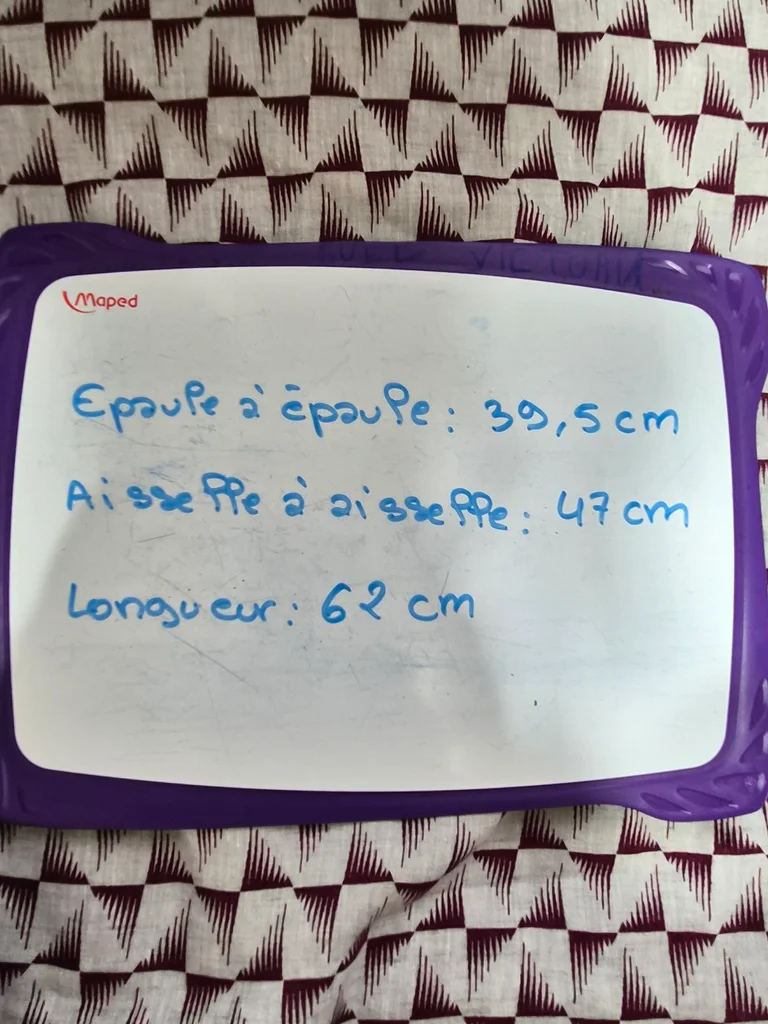 Maped
Epaule à épaule : 39,5 cm
Aisselle à aisselle : 47 cm
Longueur : 62 cm